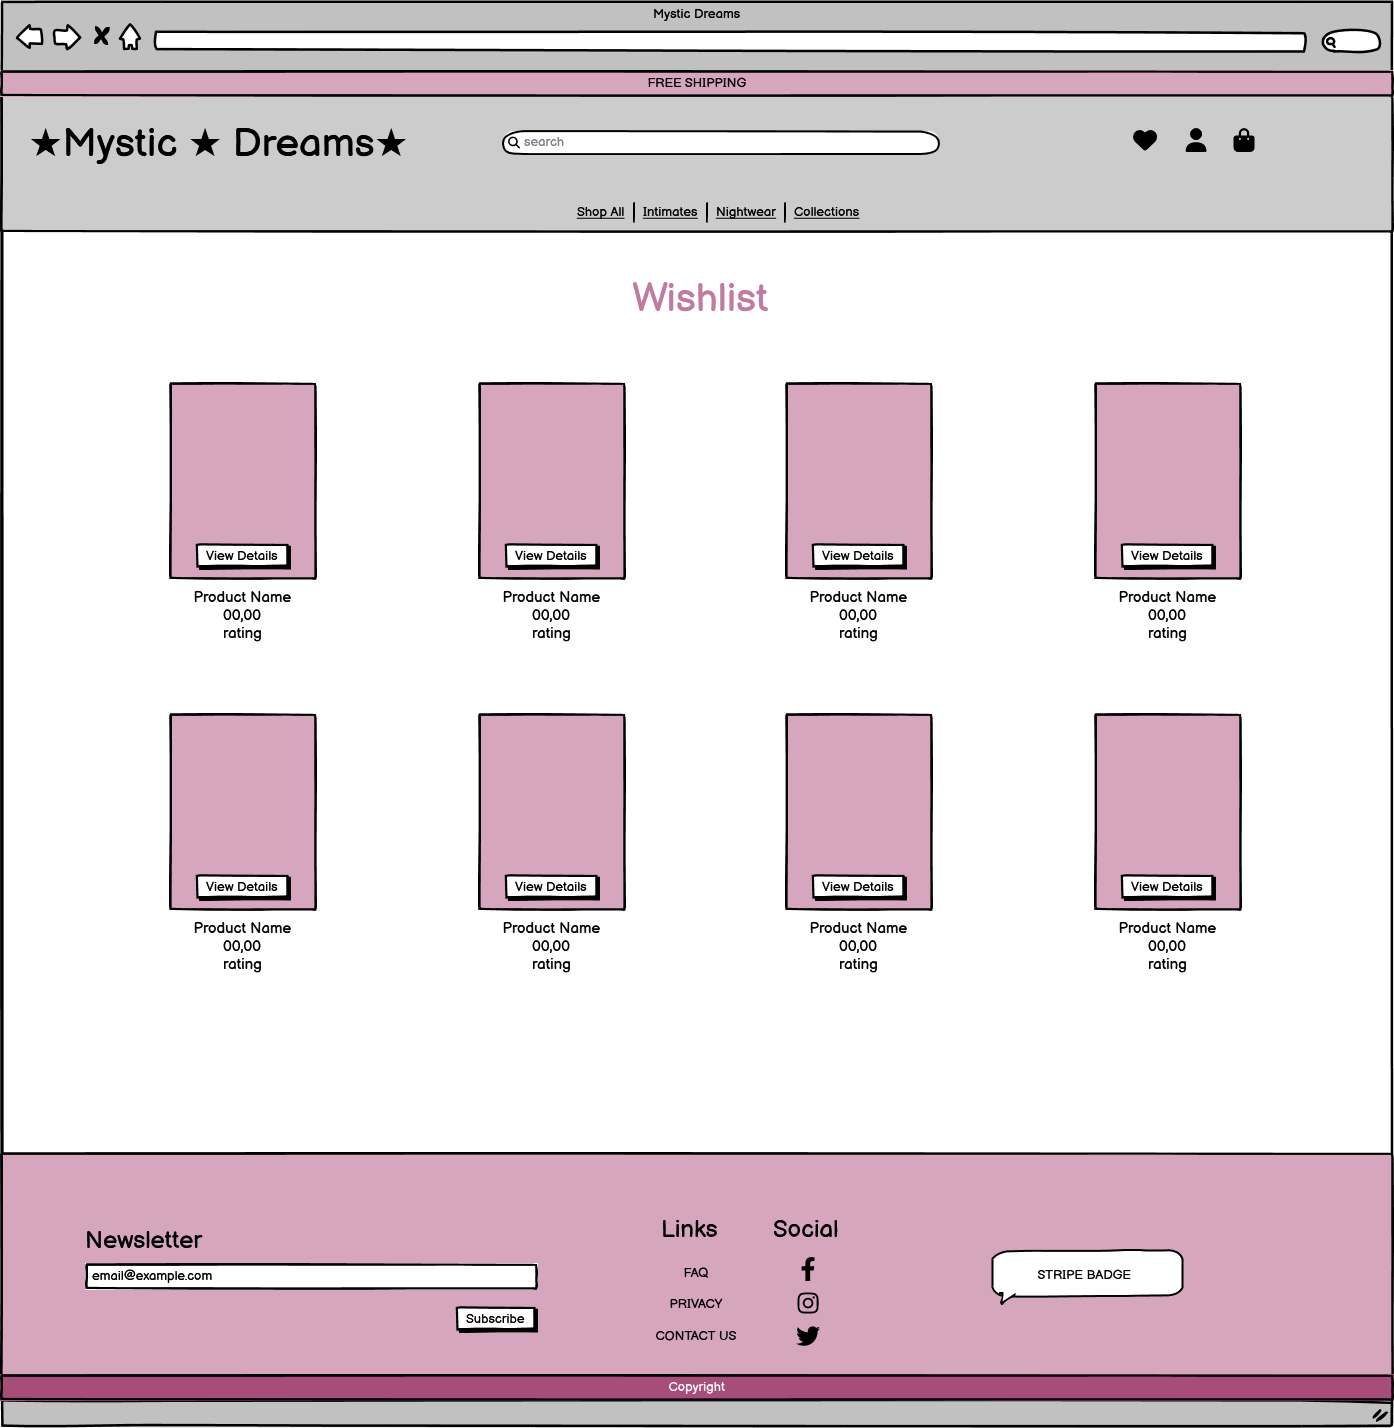 Mystic Dreams
FREE SHIPPING
★Mystic ★ Dreams★
search
Shop All | Intimates | Nightwear | Collections
Wishlist
View Details View Details View Details View Details
Product Name Product Name Product Name Product Name
00,00 00,00 00,00 00,00
rating rating rating rating
View Details View Details View Details View Details
Product Name Product Name Product Name Product Name
00,00 00,00 00,00 00,00
rating rating rating rating
Newsletter
email@example.com
Subscribe
Links
FAQ
PRIVACY
CONTACT US
Social
STRIPE BADGE
Copyright